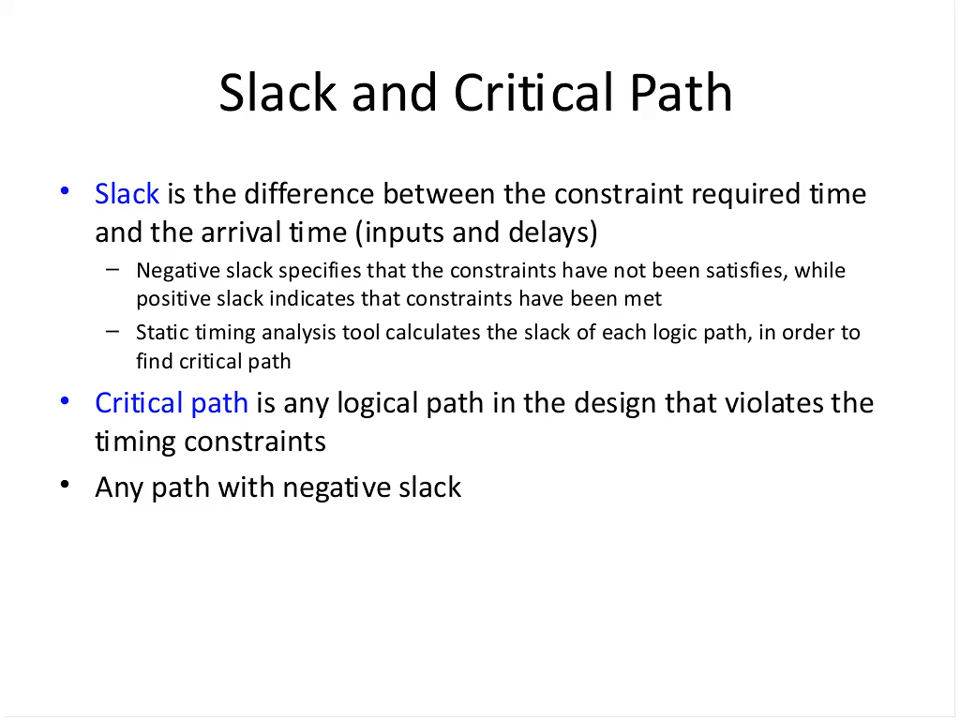 Slack and Critical Path
• Slack is the difference between the constraint required time
and the arrival time (inputs and delays)
– Negative slack specifies that the constraints have not been satisfies, while
positive slack indicates that constraints have been met
– Static timing analysis tool calculates the slack of each logic path, in order to
find critical path
• Critical path is any logical path in the design that violates the
timing constraints
• Any path with negative slack